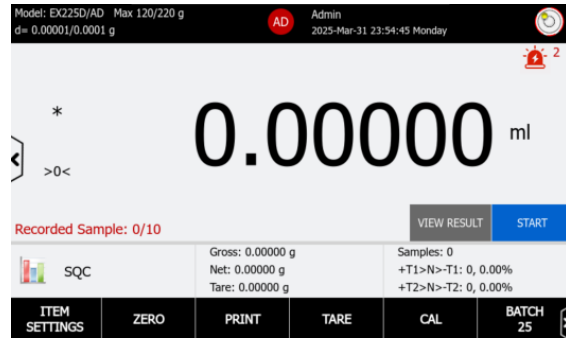 Model: EX225D/AD Max 120/220 g
d= 0.00001/0.0001 g
AD
Admin
2025-Mar-31 23:54:45 Monday
2
*
0.00000 ml
>0<
Recorded Sample: 0/10
VIEW RESULT
START
SQC
Gross: 0.00000 g
Net: 0.00000 g
Tare: 0.00000 g
Samples: 0
+T1>N>-T1: 0, 0.00%
+T2>N>-T2: 0, 0.00%
ITEM
SETTINGS
ZERO
PRINT
TARE
CAL
BATCH
25